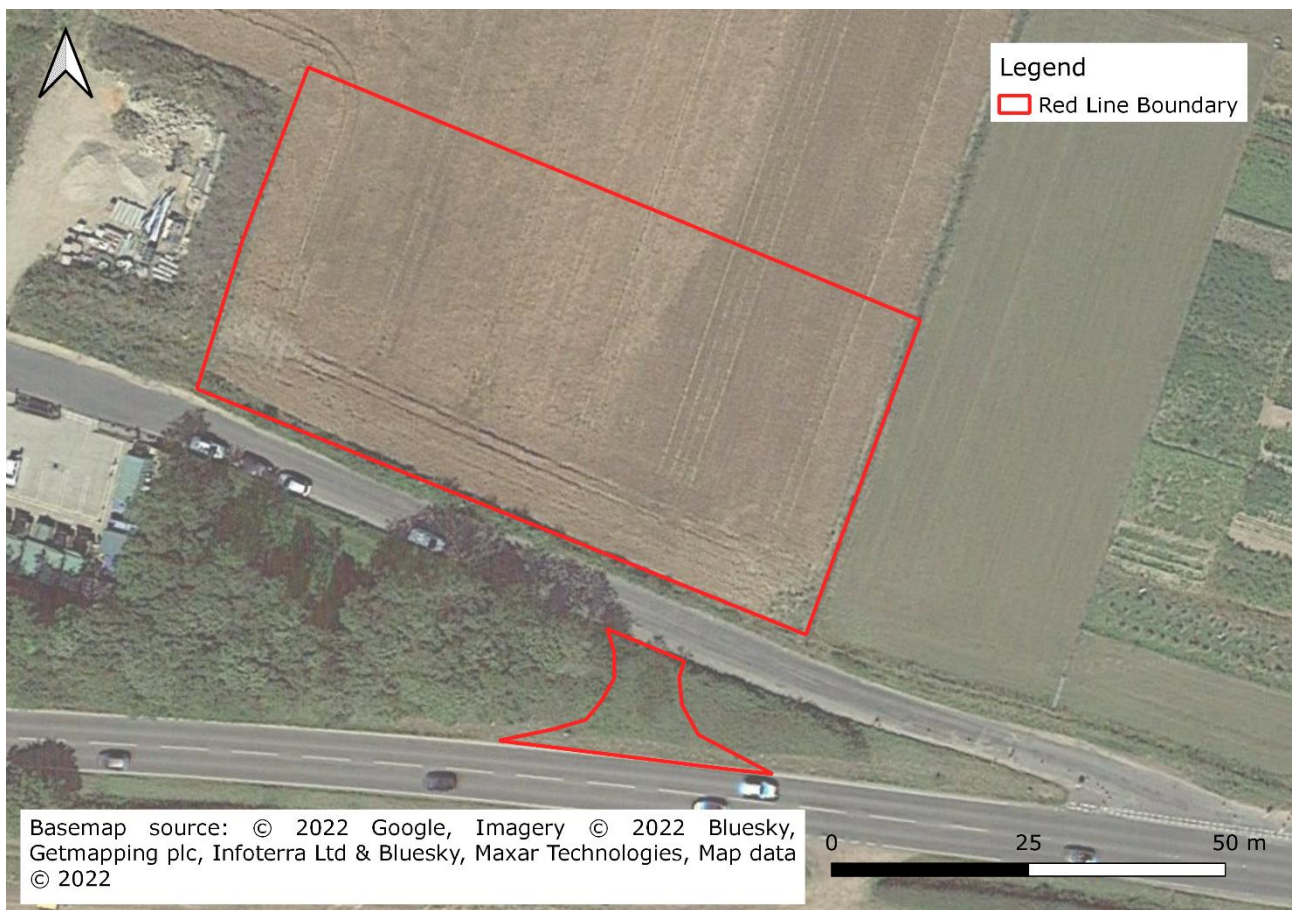 Legend
Red Line Boundary
Basemap source: © 2022 Google, Imagery © 2022 Bluesky,
Getmapping plc, Infoterra Ltd & Bluesky, Maxar Technologies, Map data
© 2022
0 25 50 m